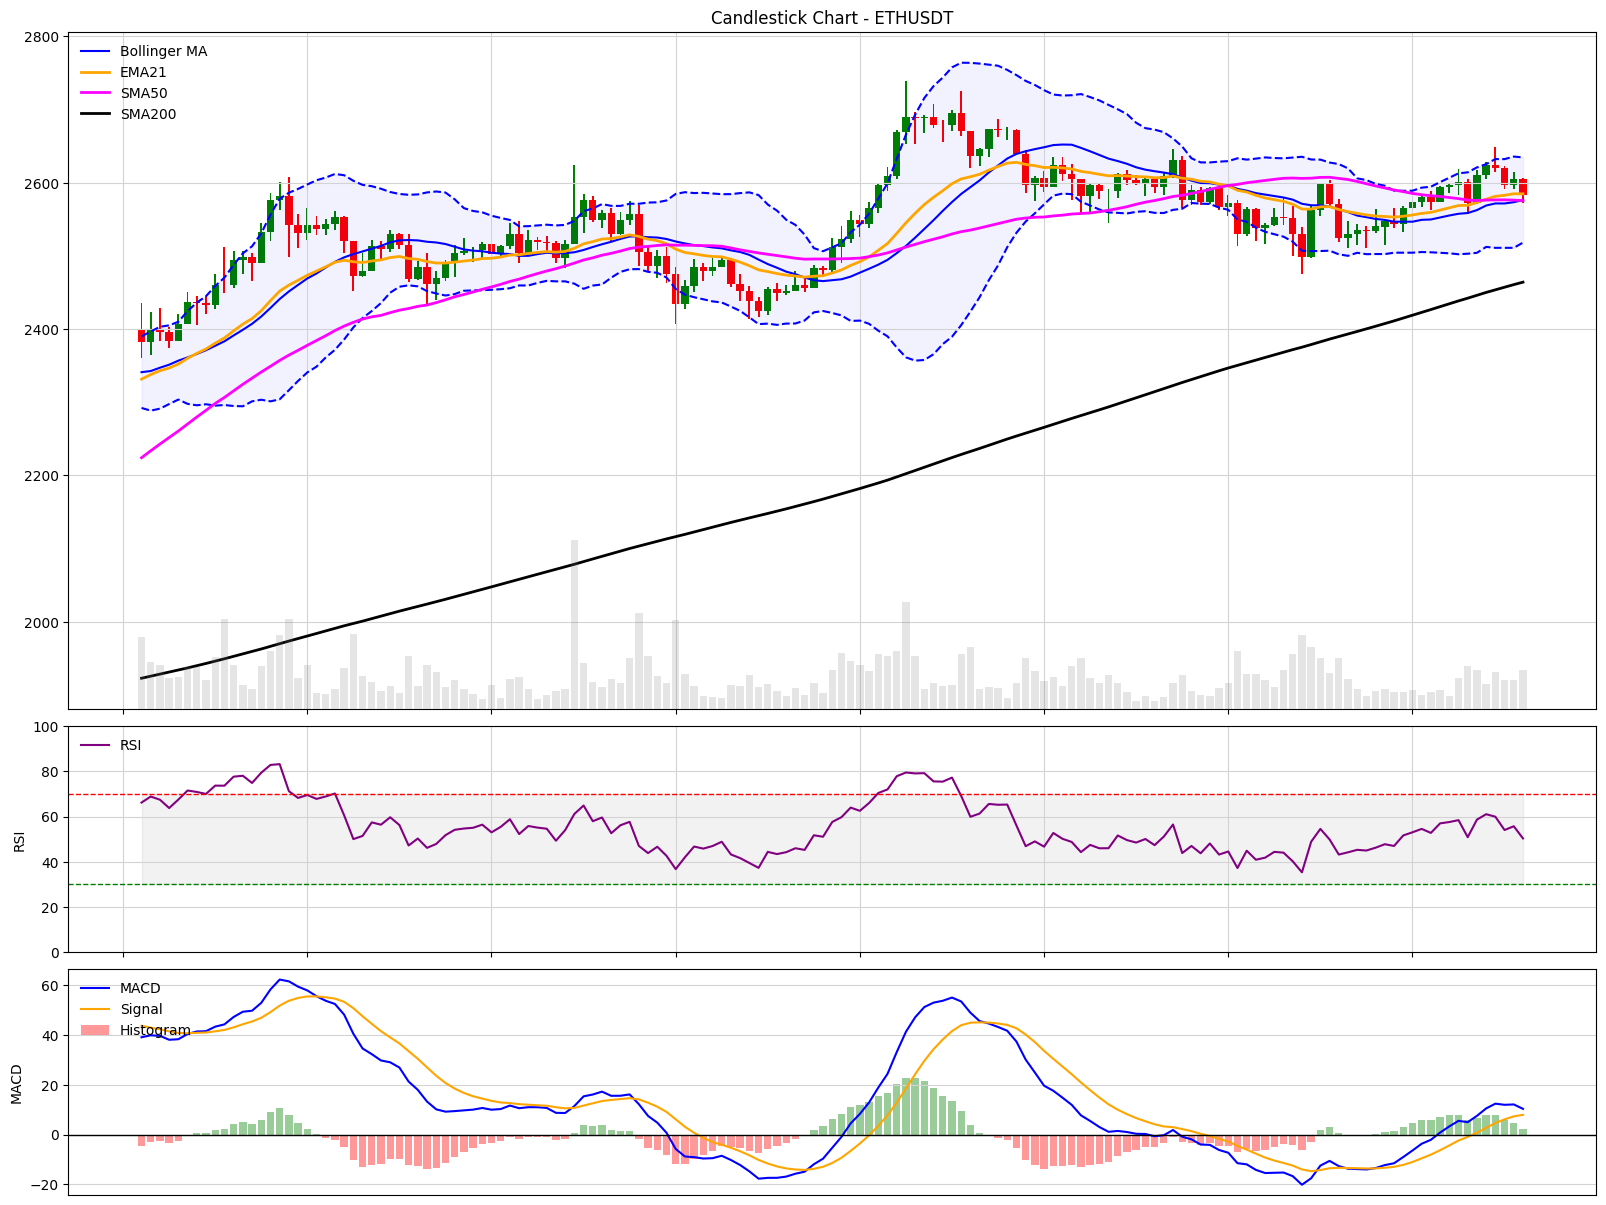 Candlestick Chart - ETHUSDT
Bollinger MA
EMA21
SMA50
SMA200
2800
2600
2400
2200
2000
RSI
100
80
60
40
20
0
RSI
MACD
Signal
Histogram
60
40
20
0
−20
MACD